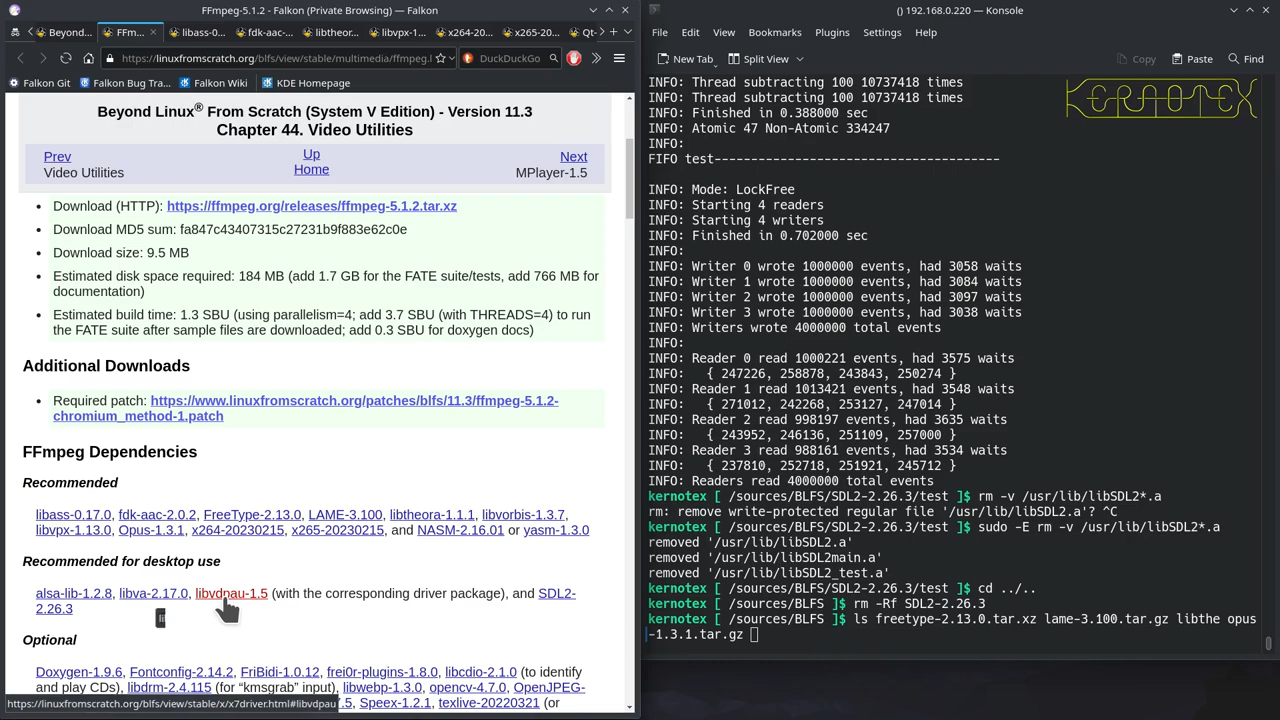 FFmpeg-5.1.2 - Falkon (Private Browsing) — Falkon
Beyond... FFm... libass-0... fdk-aac-... libtheor... libvpx-1... x264-20... x265-20... Qt-
https://linuxfromscratch.org/blfs/view/stable/multimedia/ffmpeg.l DuckDuckGo
Falkon Git Falkon Bug Tra... Falkon Wiki KDE Homepage
Beyond Linux® From Scratch (System V Edition) - Version 11.3
Chapter 44. Video Utilities
Prev Up Next
Video Utilities Home MPlayer-1.5
Download (HTTP): https://ffmpeg.org/releases/ffmpeg-5.1.2.tar.xz
Download MD5 sum: fa847c43407315c27231b9f883e62c0e
Download size: 9.5 MB
Estimated disk space required: 184 MB (add 1.7 GB for the FATE suite/tests, add 766 MB for
documentation)
Estimated build time: 1.3 SBU (using parallelism=4; add 3.7 SBU (with THREADS=4) to run
the FATE suite after sample files are downloaded; add 0.3 SBU for doxygen docs)
Additional Downloads
Required patch: https://www.linuxfromscratch.org/patches/blfs/11.3/ffmpeg-5.1.2-
chromium_method-1.patch
FFmpeg Dependencies
Recommended
libass-0.17.0, fdk-aac-2.0.2, FreeType-2.13.0, LAME-3.100, libtheora-1.1.1, libvorbis-1.3.7,
libvpx-1.13.0, Opus-1.3.1, x264-20230215, x265-20230215, and NASM-2.16.01 or yasm-1.3.0
Recommended for desktop use
alsa-lib-1.2.8, libva-2.17.0, libvdpau-1.5 (with the corresponding driver package), and SDL2-
2.26.3
Optional
Doxygen-1.9.6, Fontconfig-2.14.2, FriBidi-1.0.12, frei0r-plugins-1.8.0, libcdio-2.1.0 (to identify
and play CDs), libdrm-2.4.115 (for “kmsgrab” input), libwebp-1.3.0, opencv-4.7.0, OpenJPEG-
https://linuxfromscratch.org/blfs/view/stable/x/x7driver.html#libvdpau .5, Speex-1.2.1, texlive-20220321 (or
() 192.168.0.220 — Konsole
File Edit View Bookmarks Plugins Settings Help
New Tab Split View Copy Paste Find
KERNOTEX
INFO: Thread subtracting 100 10737418 times
INFO: Thread subtracting 100 10737418 times
INFO: Finished in 0.388000 sec
INFO: Atomic 47 Non-Atomic 334247
INFO:
FIFO test---------------------------------------
INFO: Mode: LockFree
INFO: Starting 4 readers
INFO: Starting 4 writers
INFO: Finished in 0.702000 sec
INFO:
INFO: Writer 0 wrote 1000000 events, had 3058 waits
INFO: Writer 1 wrote 1000000 events, had 3084 waits
INFO: Writer 2 wrote 1000000 events, had 3097 waits
INFO: Writer 3 wrote 1000000 events, had 3038 waits
INFO: Writers wrote 4000000 total events
INFO:
INFO: Reader 0 read 1000221 events, had 3575 waits
INFO:   { 247226, 258878, 243843, 250274 }
INFO: Reader 1 read 1013421 events, had 3548 waits
INFO:   { 271012, 242268, 253127, 247014 }
INFO: Reader 2 read 998197 events, had 3635 waits
INFO:   { 243952, 246136, 251109, 257000 }
INFO: Reader 3 read 988161 events, had 3534 waits
INFO:   { 237810, 252718, 251921, 245712 }
INFO: Readers read 4000000 total events
kernotex [ /sources/BLFS/SDL2-2.26.3/test ]$ rm -v /usr/lib/libSDL2*.a
rm: remove write-protected regular file '/usr/lib/libSDL2.a'? ^C
kernotex [ /sources/BLFS/SDL2-2.26.3/test ]$ sudo -E rm -v /usr/lib/libSDL2*.a
removed '/usr/lib/libSDL2.a'
removed '/usr/lib/libSDL2main.a'
removed '/usr/lib/libSDL2_test.a'
kernotex [ /sources/BLFS/SDL2-2.26.3/test ]$ cd ../..
kernotex [ /sources/BLFS ]$ rm -Rf SDL2-2.26.3
kernotex [ /sources/BLFS ]$ ls freetype-2.13.0.tar.xz lame-3.100.tar.gz libthe opus
-1.3.1.tar.gz